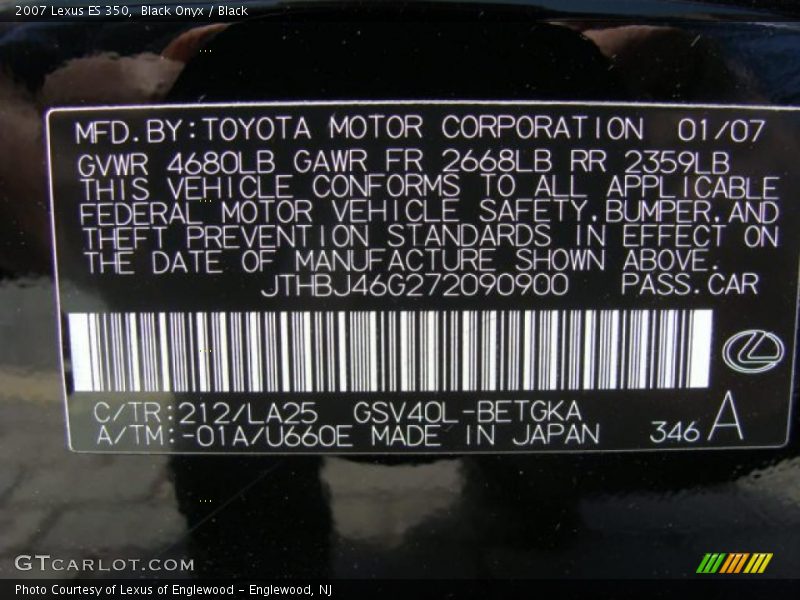 2007 Lexus ES 350, Black Onyx / Black
MFD.BY:TOYOTA MOTOR CORPORATION 01/07
GVWR 4680LB GAWR FR 2668LB RR 2359LB
THIS VEHICLE CONFORMS TO ALL APPLICABLE
FEDERAL MOTOR VEHICLE SAFETY,BUMPER,AND
THEFT PREVENTION STANDARDS IN EFFECT ON
THE DATE OF MANUFACTURE SHOWN ABOVE.
JTHBJ46G272090900 PASS.CAR
C/TR:212/LA25 GSV40L-BETGKA
A/TM:-01A/U660E MADE IN JAPAN 346 A
GTCARLOT.COM
Photo Courtesy of Lexus of Englewood - Englewood, NJ